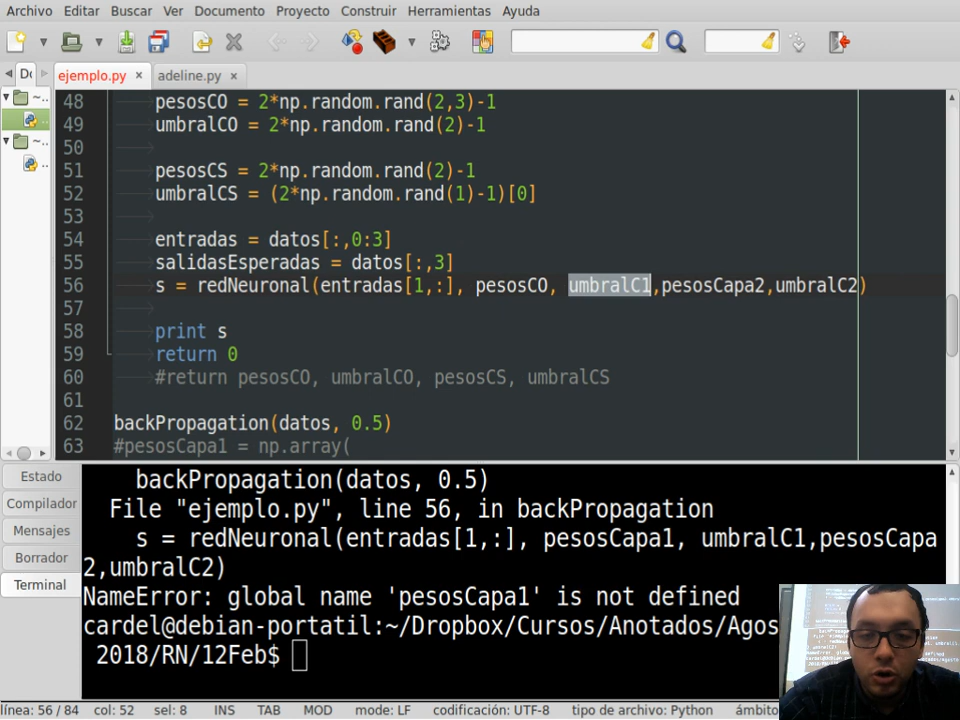 Archivo Editar Buscar Ver Documento Proyecto Construir Herramientas Ayuda
ejemplo.py × adeline.py ×
48 pesosCO = 2*np.random.rand(2,3)-1
49 umbralCO = 2*np.random.rand(2)-1
50
51 pesosCS = 2*np.random.rand(2)-1
52 umbralCS = (2*np.random.rand(1)-1)[0]
53
54 entradas = datos[:,0:3]
55 salidasEsperadas = datos[:,3]
56 s = redNeuronal(entradas[1,:], pesosCO, umbralC1,pesosCapa2,umbralC2)
57
58 print s
59 return 0
60 #return pesosCO, umbralCO, pesosCS, umbralCS
61
62 backPropagation(datos, 0.5)
63 #pesosCapa1 = np.array(
Estado
Compilador
Mensajes
Borrador
Terminal
backPropagation(datos, 0.5)
File "ejemplo.py", line 56, in backPropagation
s = redNeuronal(entradas[1,:], pesosCapa1, umbralC1,pesosCapa
2,umbralC2)
NameError: global name 'pesosCapa1' is not defined
cardel@debian-portatil:~/Dropbox/Cursos/Anotados/Agos
2018/RN/12Feb$
línea: 56 / 84 col: 52 sel: 8 INS TAB MOD mode: LF codificación: UTF-8 tipo de archivo: Python ámbito